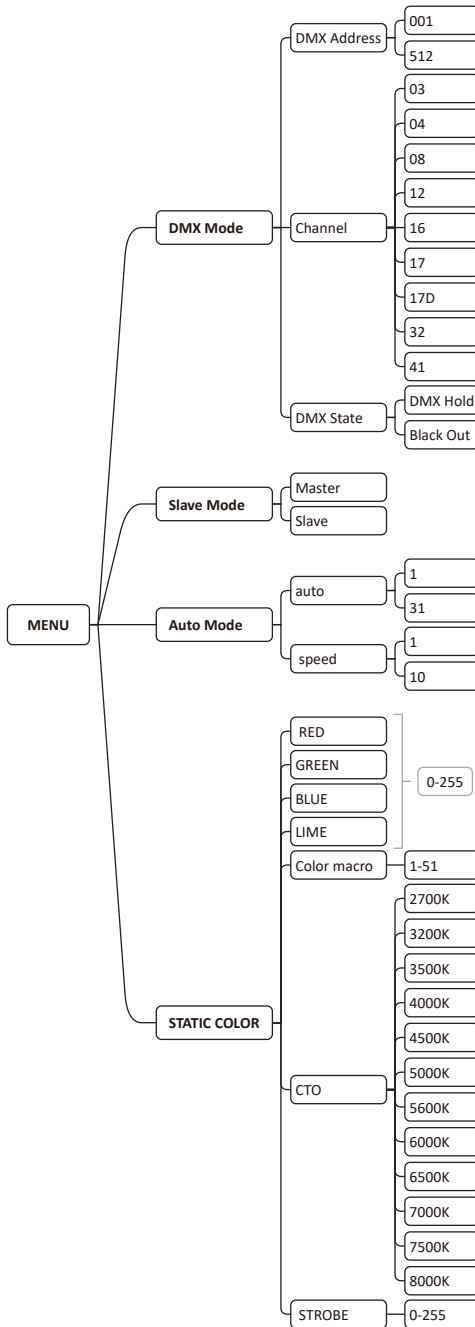 MENU
DMX Mode
DMX Address
001
512
Channel
03
04
08
12
16
17
17D
32
41
DMX State
DMX Hold
Black Out
Slave Mode
Master
Slave
Auto Mode
auto
1
31
speed
1
10
STATIC COLOR
RED
GREEN
BLUE
LIME
0-255
Color macro
1-51
CTO
2700K
3200K
3500K
4000K
4500K
5000K
5600K
6000K
6500K
7000K
7500K
8000K
STROBE
0-255